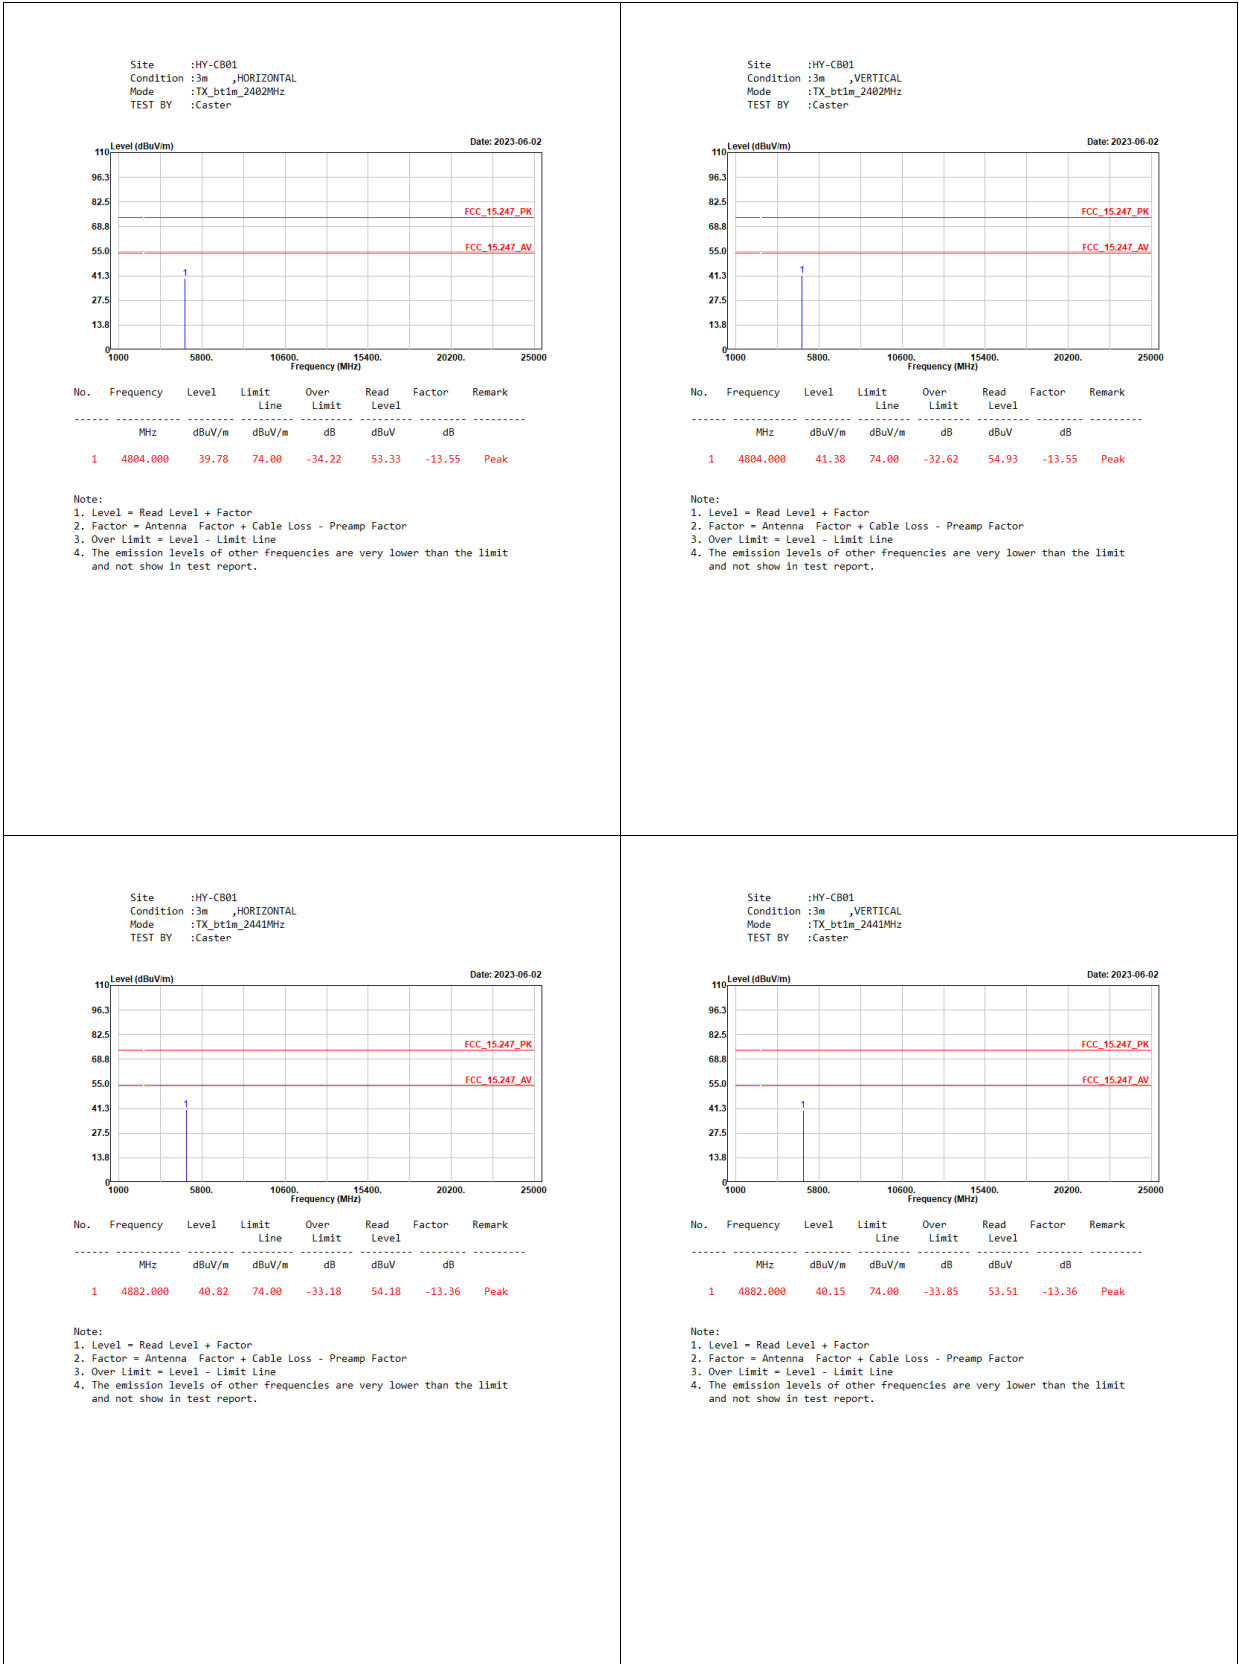 Site      :HY-CB01
Condition :3m    ,HORIZONTAL
Mode      :TX_bt1m_2402MHz
TEST BY   :Caster
Level (dBuV/m)
Date: 2023-06-02
110
96.3
82.5
FCC_15.247_PK
68.8
FCC_15.247_AV
55.0
1
41.3
27.5
13.8
0
1000 5800. 10600. 15400. 20200. 25000
Frequency (MHz)
No. Frequency Level Limit Over Read Factor Remark
Line Limit Level
------ ----------- -------- -------- --------- -------- -------- ---------
MHz dBuV/m dBuV/m dB dBuV dB
1 4804.000 39.78 74.00 -34.22 53.33 -13.55 Peak
Note:
1. Level = Read Level + Factor
2. Factor = Antenna  Factor + Cable Loss - Preamp Factor
3. Over Limit = Level - Limit Line
4. The emission levels of other frequencies are very lower than the limit
and not show in test report.
Site      :HY-CB01
Condition :3m    ,VERTICAL
Mode      :TX_bt1m_2402MHz
TEST BY   :Caster
Level (dBuV/m)
Date: 2023-06-02
110
96.3
82.5
FCC_15.247_PK
68.8
FCC_15.247_AV
55.0
1
41.3
27.5
13.8
0
1000 5800. 10600. 15400. 20200. 25000
Frequency (MHz)
No. Frequency Level Limit Over Read Factor Remark
Line Limit Level
------ ----------- -------- -------- --------- -------- -------- ---------
MHz dBuV/m dBuV/m dB dBuV dB
1 4804.000 41.38 74.00 -32.62 54.93 -13.55 Peak
Note:
1. Level = Read Level + Factor
2. Factor = Antenna  Factor + Cable Loss - Preamp Factor
3. Over Limit = Level - Limit Line
4. The emission levels of other frequencies are very lower than the limit
and not show in test report.
Site      :HY-CB01
Condition :3m    ,HORIZONTAL
Mode      :TX_bt1m_2441MHz
TEST BY   :Caster
Level (dBuV/m)
Date: 2023-06-02
110
96.3
82.5
FCC_15.247_PK
68.8
FCC_15.247_AV
55.0
1
41.3
27.5
13.8
0
1000 5800. 10600. 15400. 20200. 25000
Frequency (MHz)
No. Frequency Level Limit Over Read Factor Remark
Line Limit Level
------ ----------- -------- -------- --------- -------- -------- ---------
MHz dBuV/m dBuV/m dB dBuV dB
1 4882.000 40.82 74.00 -33.18 54.18 -13.36 Peak
Note:
1. Level = Read Level + Factor
2. Factor = Antenna  Factor + Cable Loss - Preamp Factor
3. Over Limit = Level - Limit Line
4. The emission levels of other frequencies are very lower than the limit
and not show in test report.
Site      :HY-CB01
Condition :3m    ,VERTICAL
Mode      :TX_bt1m_2441MHz
TEST BY   :Caster
Level (dBuV/m)
Date: 2023-06-02
110
96.3
82.5
FCC_15.247_PK
68.8
FCC_15.247_AV
55.0
1
41.3
27.5
13.8
0
1000 5800. 10600. 15400. 20200. 25000
Frequency (MHz)
No. Frequency Level Limit Over Read Factor Remark
Line Limit Level
------ ----------- -------- -------- --------- -------- -------- ---------
MHz dBuV/m dBuV/m dB dBuV dB
1 4882.000 40.15 74.00 -33.85 53.51 -13.36 Peak
Note:
1. Level = Read Level + Factor
2. Factor = Antenna  Factor + Cable Loss - Preamp Factor
3. Over Limit = Level - Limit Line
4. The emission levels of other frequencies are very lower than the limit
and not show in test report.